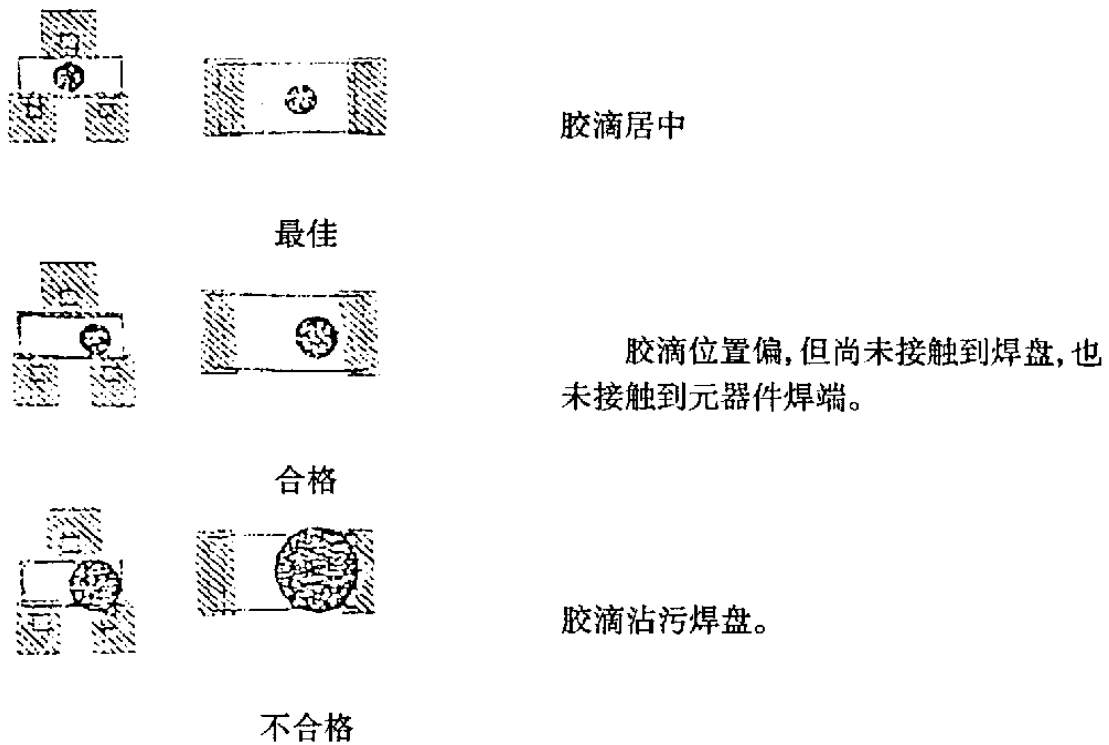 胶滴居中
最佳
胶滴位置偏,但尚未接触到焊盘,也
未接触到元器件焊端。
合格
胶滴沾污焊盘。
不合格